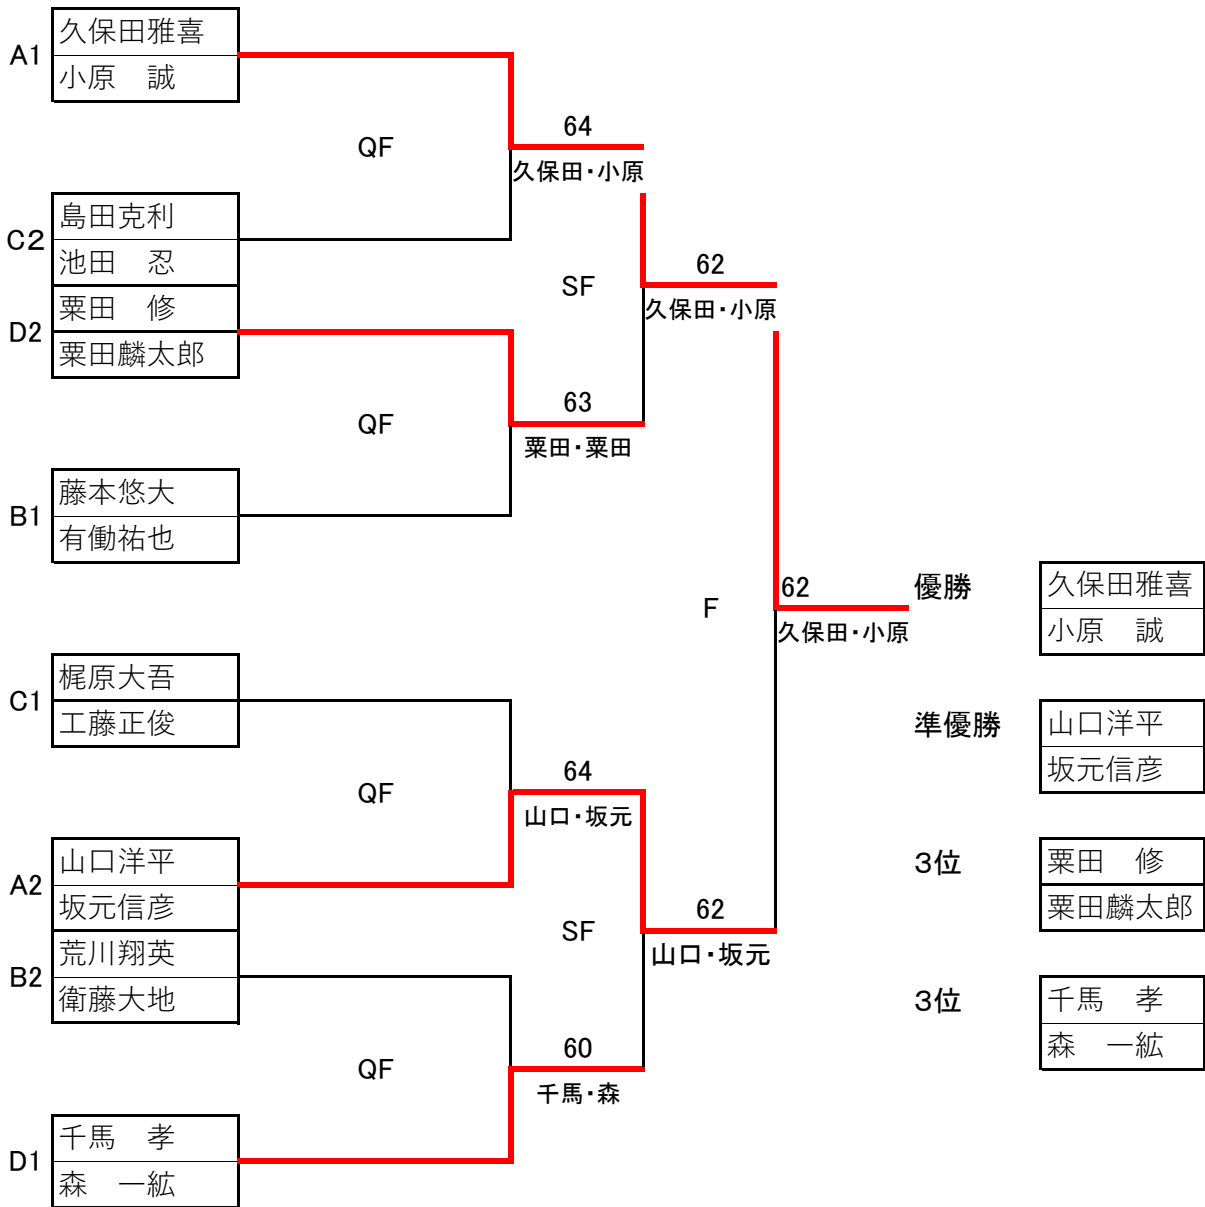 A1
久保田雅喜
小原　誠
QF
64
久保田・小原
C2
島田克利
池田　忍
SF
62
久保田・小原
D2
粟田　修
粟田麟太郎
QF
63
粟田・粟田
B1
藤本悠大
有働祐也
F
62
久保田・小原
優勝
久保田雅喜
小原　誠
C1
梶原大吾
工藤正俊
準優勝
山口洋平
坂元信彦
QF
64
山口・坂元
A2
山口洋平
坂元信彦
3位
粟田　修
粟田麟太郎
SF
62
山口・坂元
B2
荒川翔英
衛藤大地
3位
千馬　孝
森　一紘
QF
60
千馬・森
D1
千馬　孝
森　一紘